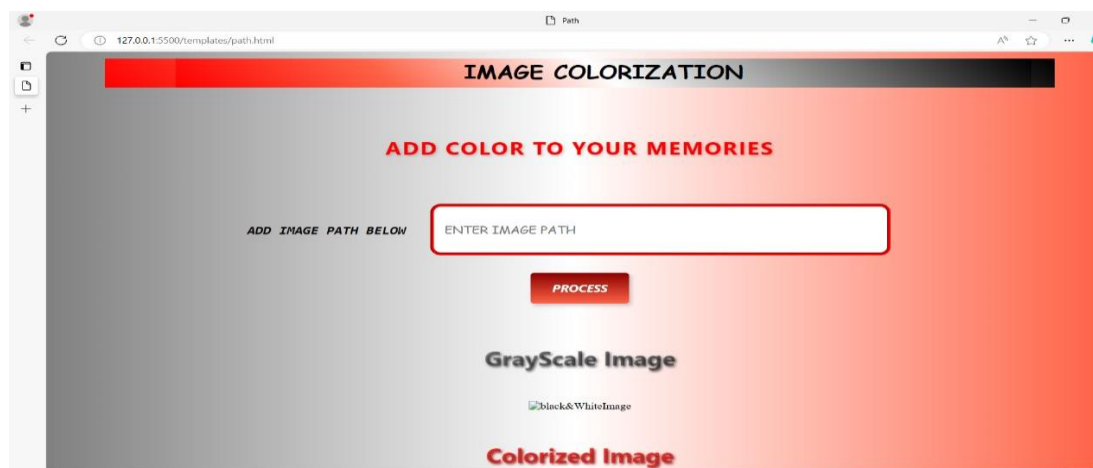 Path
127.0.0.1:5500/templates/path.html
IMAGE COLORIZATION
ADD COLOR TO YOUR MEMORIES
ADD IMAGE PATH BELOW
ENTER IMAGE PATH
PROCESS
GrayScale Image
black&WhiteImage
Colorized Image